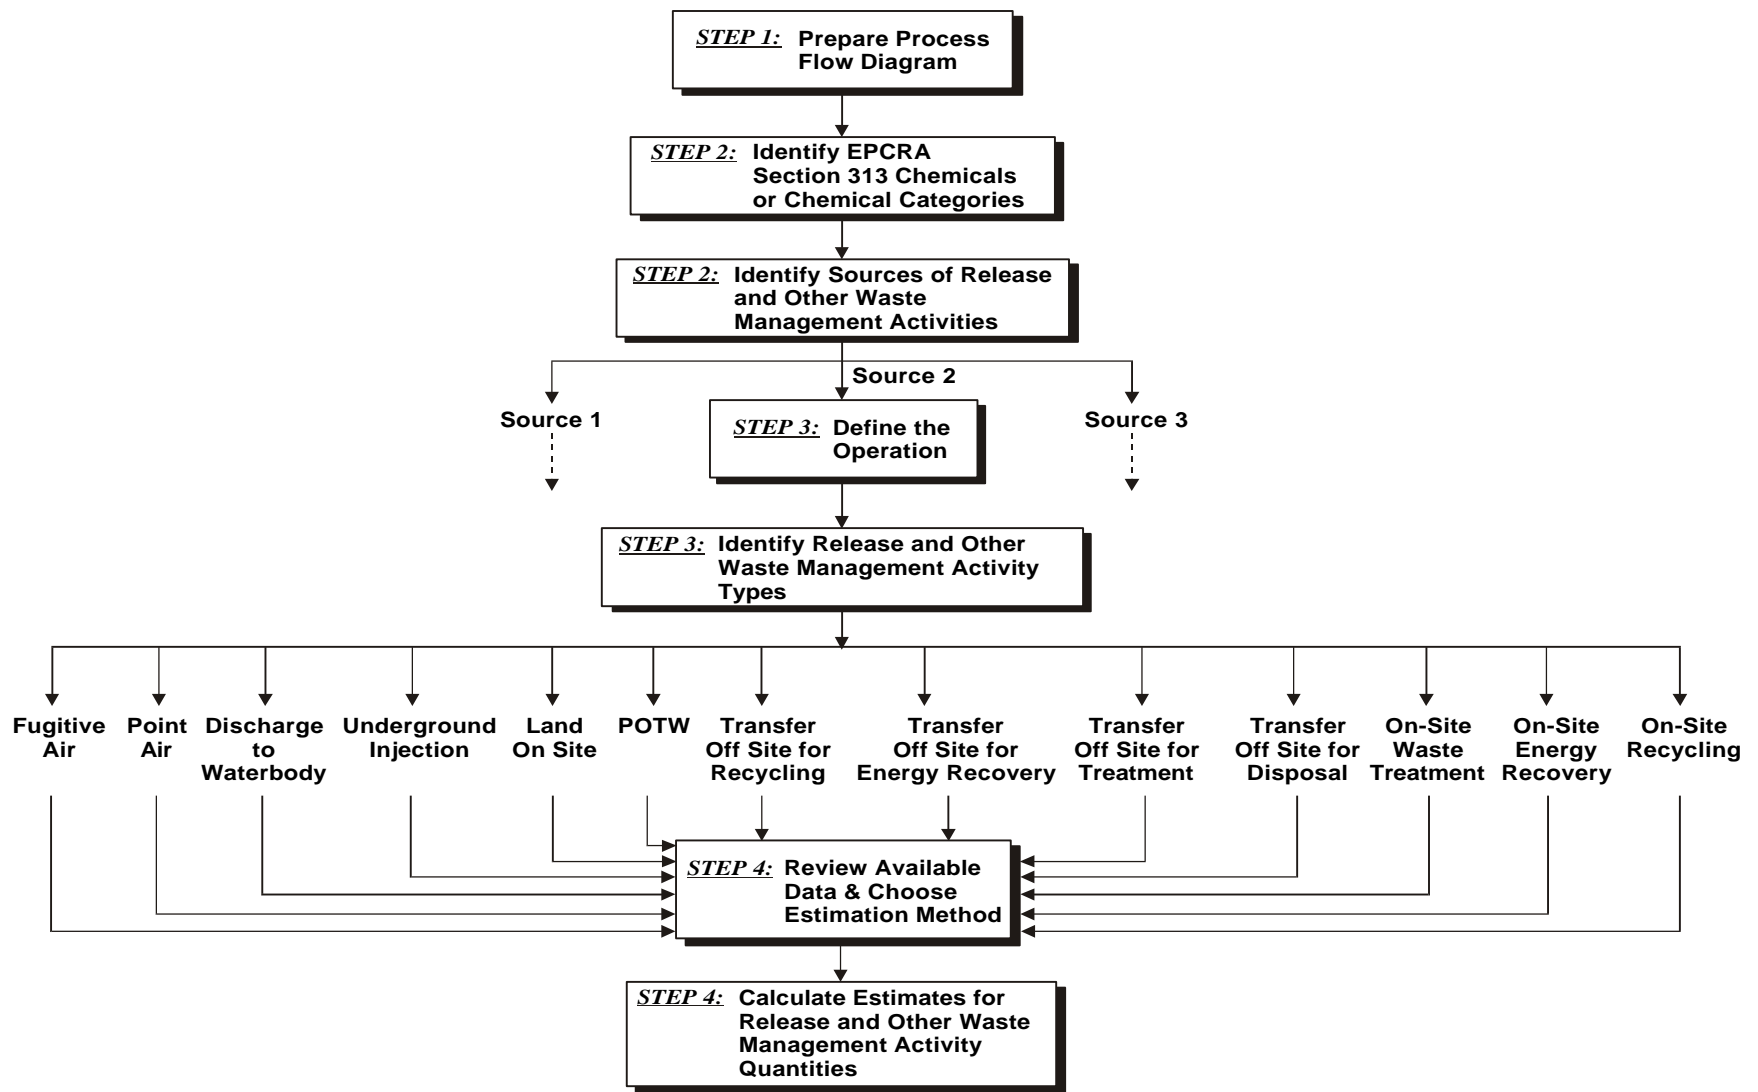 STEP 1: Prepare Process
Flow Diagram
STEP 2: Identify EPCRA
Section 313 Chemicals
or Chemical Categories
STEP 2: Identify Sources of Release
and Other Waste
Management Activities
Source 2
Source 1
Source 3
STEP 3: Define the
Operation
STEP 3: Identify Release and Other
Waste Management Activity
Types
Fugitive
Air
Point
Air
Discharge
to
Waterbody
Underground
Injection
Land
On Site
POTW
Transfer
Off Site for
Recycling
Transfer
Off Site for
Energy Recovery
Transfer
Off Site for
Treatment
Transfer
Off Site for
Disposal
On-Site
Waste
Treatment
On-Site
Energy
Recovery
On-Site
Recycling
STEP 4: Review Available
Data & Choose
Estimation Method
STEP 4: Calculate Estimates for
Release and Other Waste
Management Activity
Quantities